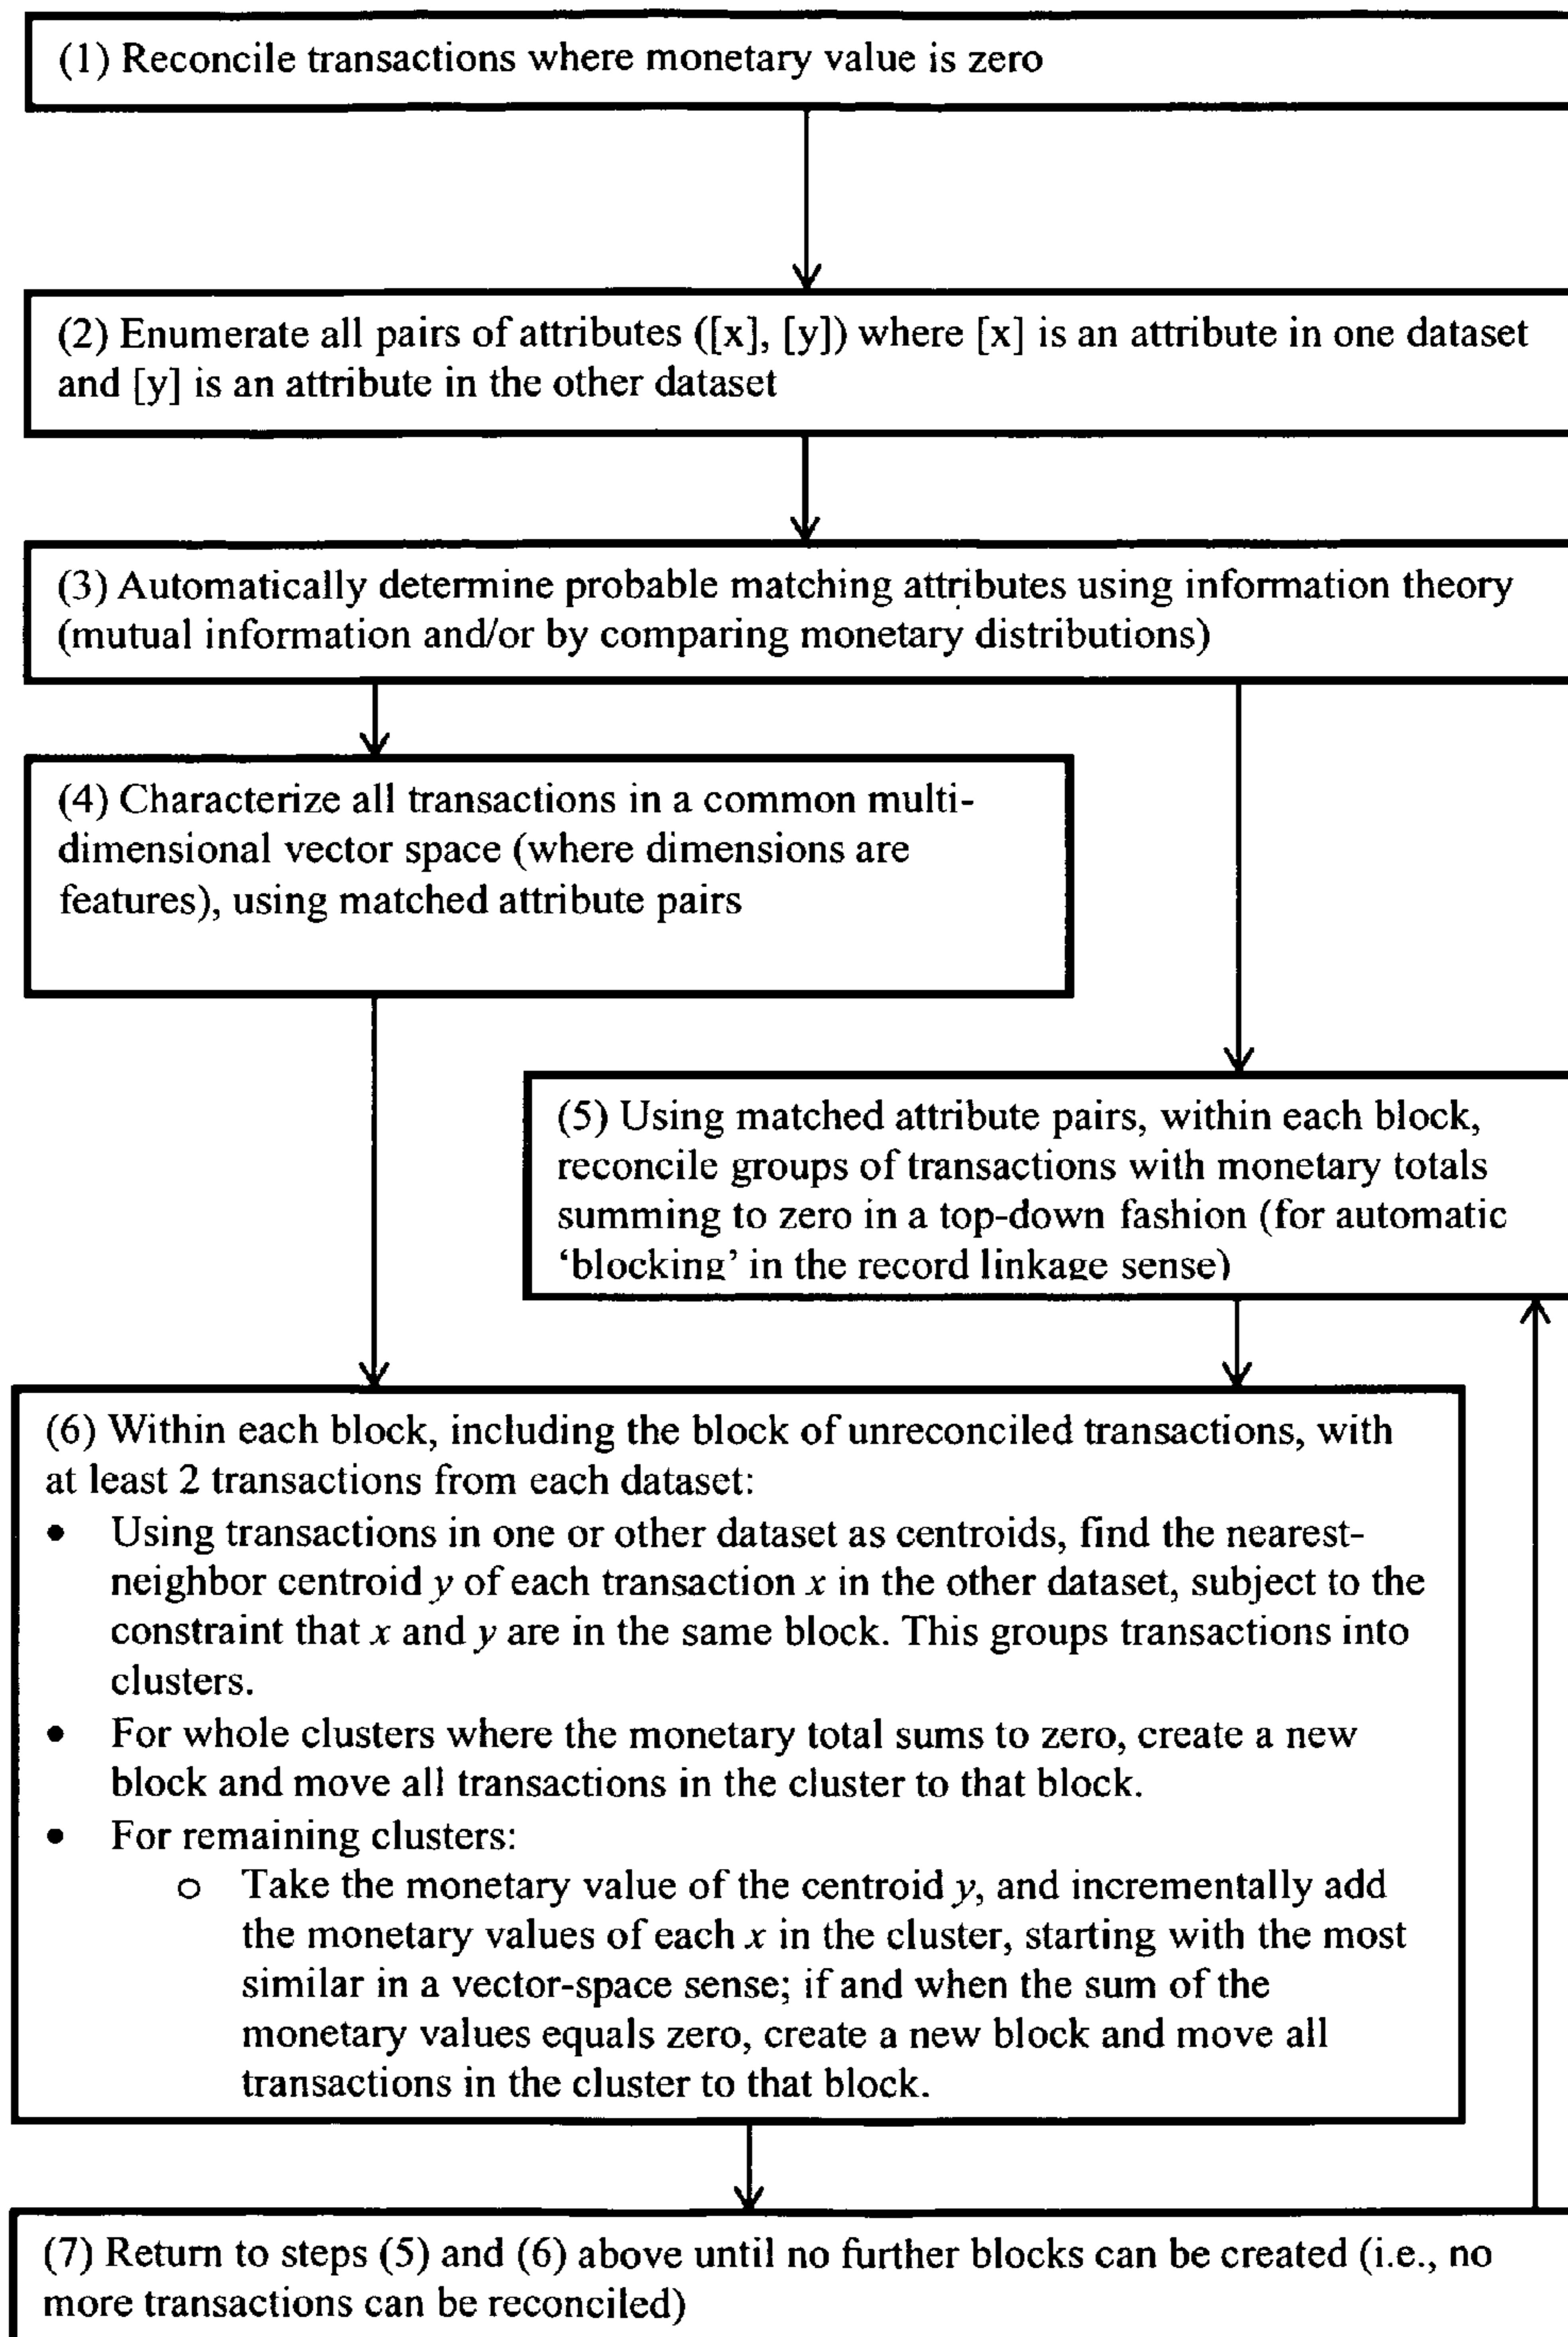 (1) Reconcile transactions where monetary value is zero
(2) Enumerate all pairs of attributes ([x], [y]) where [x] is an attribute in one dataset
and [y] is an attribute in the other dataset
(3) Automatically determine probable matching attributes using information theory
(mutual information and/or by comparing monetary distributions)
(4) Characterize all transactions in a common multi-
dimensional vector space (where dimensions are
features), using matched attribute pairs
(5) Using matched attribute pairs, within each block,
reconcile groups of transactions with monetary totals
summing to zero in a top-down fashion (for automatic
‘blocking’ in the record linkage sense)
(6) Within each block, including the block of unreconciled transactions, with
at least 2 transactions from each dataset:
• Using transactions in one or other dataset as centroids, find the nearest-
neighbor centroid y of each transaction x in the other dataset, subject to the
constraint that x and y are in the same block. This groups transactions into
clusters.
• For whole clusters where the monetary total sums to zero, create a new
block and move all transactions in the cluster to that block.
• For remaining clusters:
o Take the monetary value of the centroid y, and incrementally add
the monetary values of each x in the cluster, starting with the most
similar in a vector-space sense; if and when the sum of the
monetary values equals zero, create a new block and move all
transactions in the cluster to that block.
(7) Return to steps (5) and (6) above until no further blocks can be created (i.e., no
more transactions can be reconciled)